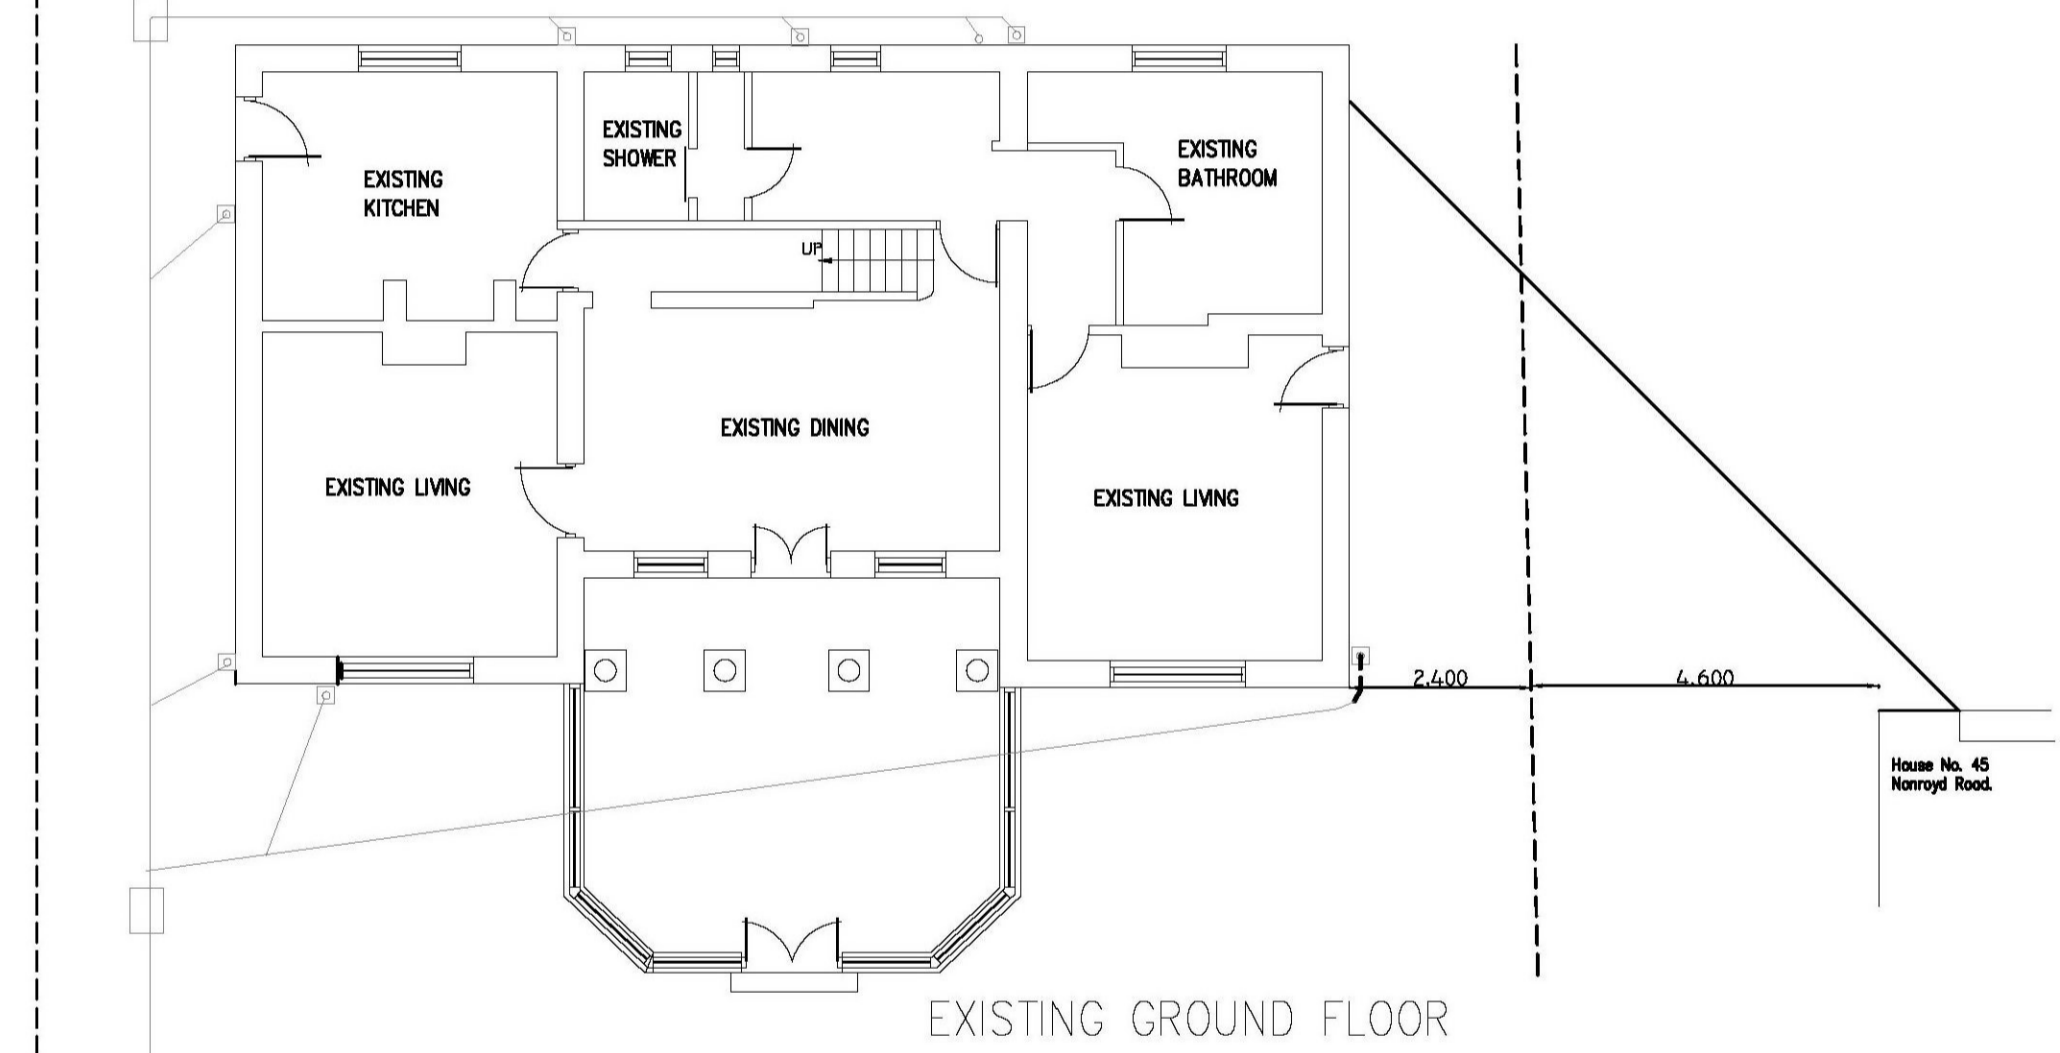 EXISTING
SHOWER
EXISTING
BATHROOM
EXISTING
KITCHEN
UP
EXISTING DINING
EXISTING LIVING
EXISTING LIVING
2.400
4.600
House No. 45
Nonroyd Road.
EXISTING GROUND FLOOR